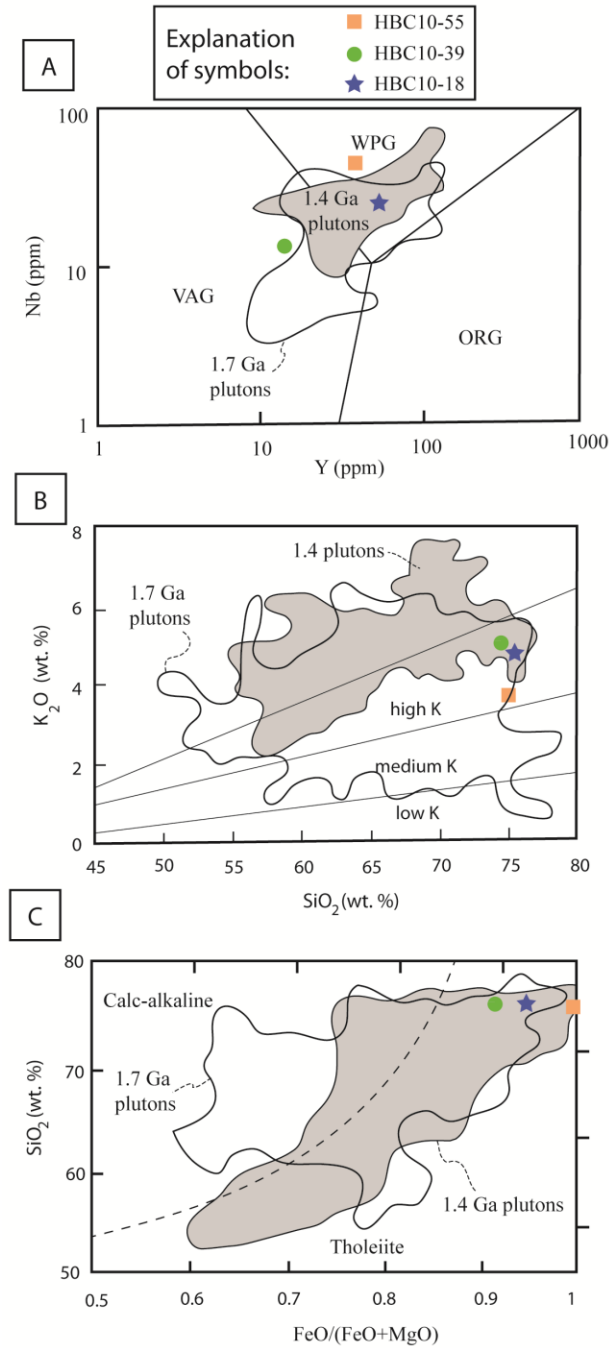 Explanation
of symbols:
HBC10-55
HBC10-39
HBC10-18
A
100
10
1
Nb (ppm)
WPG
1.4 Ga
plutons
VAG
ORG
1.7 Ga
plutons
1
10
100
1000
Y (ppm)
B
8
6
4
2
0
K2O (wt. %)
1.4 plutons
1.7 Ga
plutons
high K
medium K
low K
45
50
55
60
65
70
75
80
SiO2(wt. %)
C
80
70
60
50
SiO2(wt. %)
Calc-alkaline
1.7 Ga
plutons
1.4 Ga plutons
Tholeiite
0.5
0.6
0.7
0.8
0.9
1
FeO/(FeO+MgO)